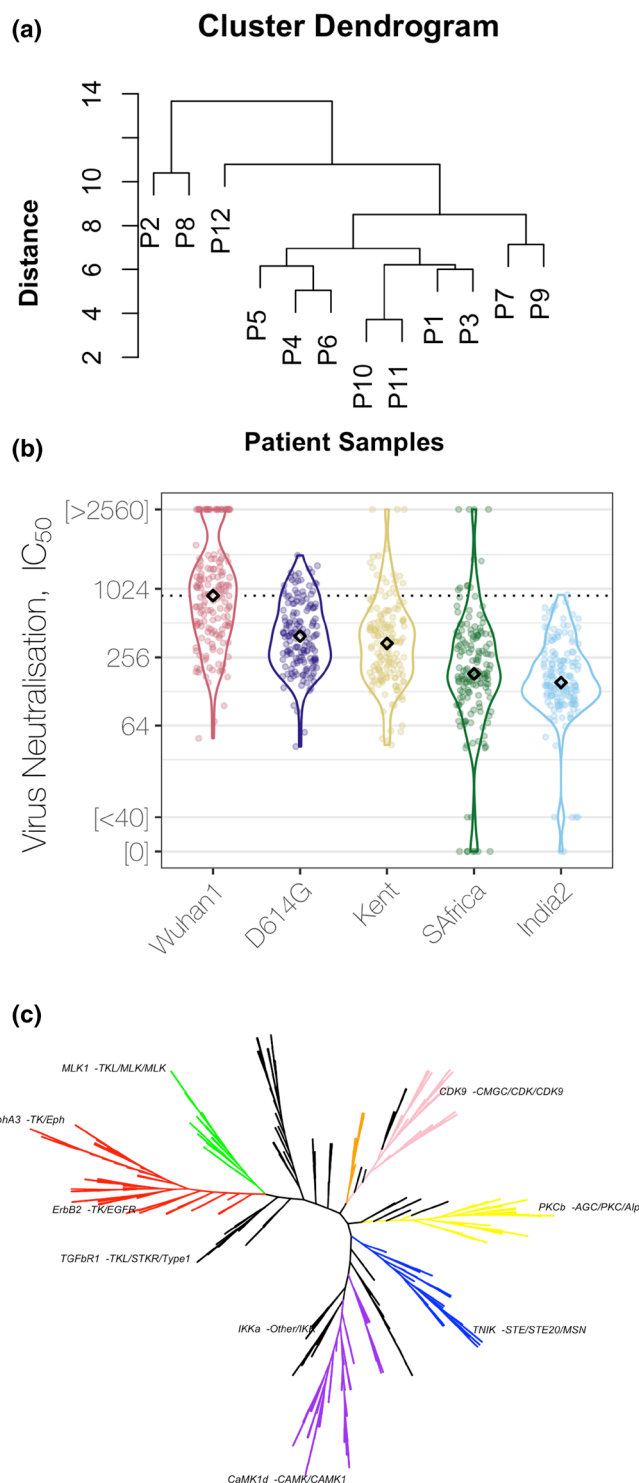 (a)
Cluster Dendrogram
Distance
14
10
8
6
4
2
P2
P8
P12
P5
P4
P6
P10
P11
P1
P3
P7
P9
Patient Samples
(b)
Virus Neutralisation, IC50
[>2560]
1024
256
64
[<40]
[0]
Wuhan1
D614G
Kent
SAfrica
India2
(c)
MLK1 -TKL/MLK/MLK
CDK9 -CMGC/CDK/CDK9
phA3 -TK/Eph
ErbB2 -TK/EGFR
PKCb -AGC/PKC/Alp
TGFbR1 -TKL/STKR/Type1
IKKa -Other/IKK
TNIK -STE/STE20/MSN
CaMK1d -CAMK/CAMK1